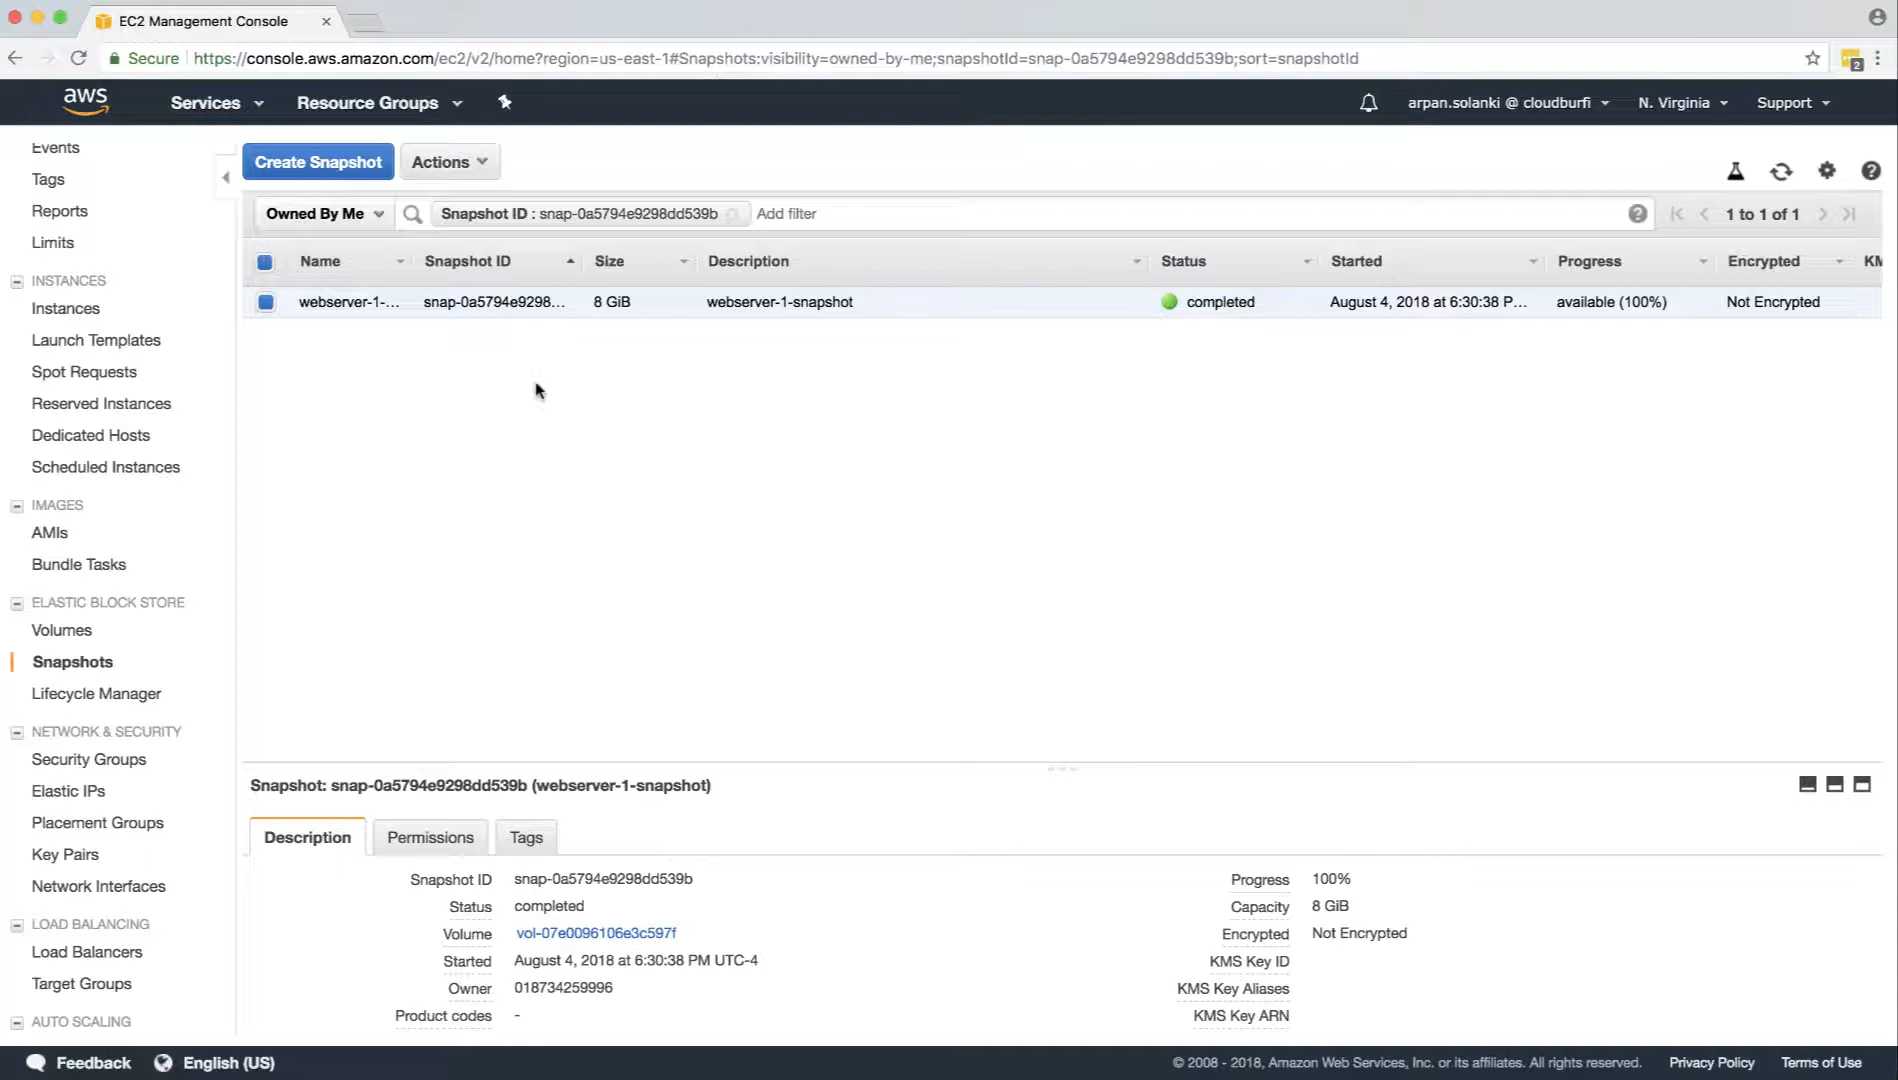 EC2 Management Console
Secure https://console.aws.amazon.com/ec2/v2/home?region=us-east-1#Snapshots:visibility=owned-by-me;snapshotId=snap-0a5794e9298dd539b;sort=snapshotId
2
aws Services Resource Groups arpan.solanki @ cloudburfi N. Virginia Support
Events
Tags
Reports
Limits
INSTANCES
Instances
Launch Templates
Spot Requests
Reserved Instances
Dedicated Hosts
Scheduled Instances
IMAGES
AMIs
Bundle Tasks
ELASTIC BLOCK STORE
Volumes
Snapshots
Lifecycle Manager
NETWORK & SECURITY
Security Groups
Elastic IPs
Placement Groups
Key Pairs
Network Interfaces
LOAD BALANCING
Load Balancers
Target Groups
AUTO SCALING
Create Snapshot Actions
Owned By Me Snapshot ID : snap-0a5794e9298dd539b Add filter 1 to 1 of 1
Name Snapshot ID Size Description Status Started Progress Encrypted KM
webserver-1-... snap-0a5794e9298... 8 GiB webserver-1-snapshot completed August 4, 2018 at 6:30:38 P... available (100%) Not Encrypted
Snapshot: snap-0a5794e9298dd539b (webserver-1-snapshot)
Description Permissions Tags
Snapshot ID snap-0a5794e9298dd539b Progress 100%
Status completed Capacity 8 GiB
Volume vol-07e0096106e3c597f Encrypted Not Encrypted
Started August 4, 2018 at 6:30:38 PM UTC-4 KMS Key ID
Owner 018734259996 KMS Key Aliases
Product codes - KMS Key ARN
Feedback English (US) © 2008 - 2018, Amazon Web Services, Inc. or its affiliates. All rights reserved. Privacy Policy Terms of Use